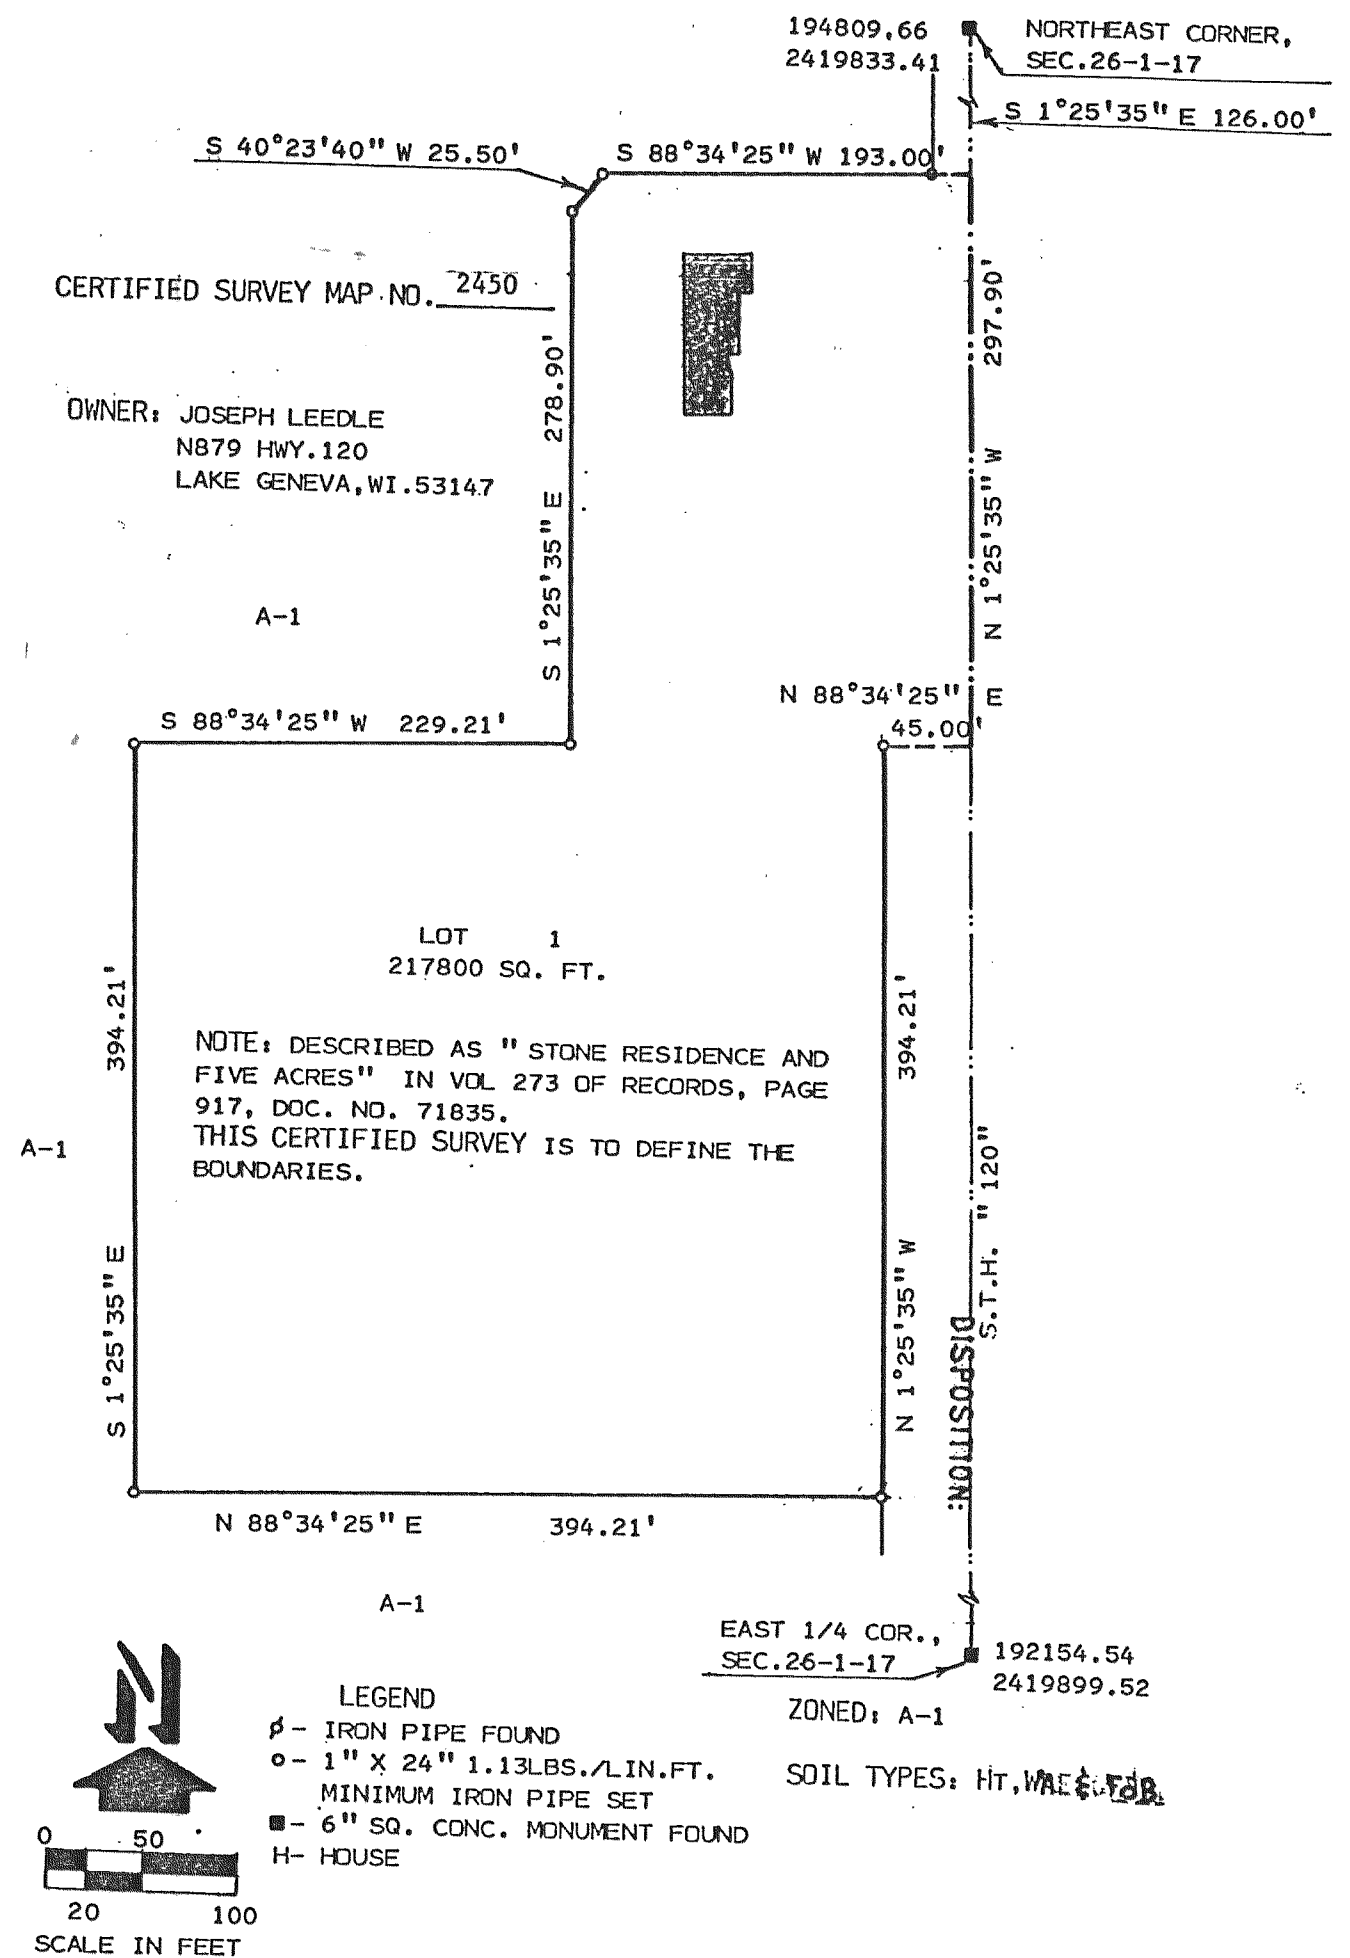 194809.66
2419833.41
NORTHEAST CORNER,
SEC.26-1-17
S 1°25'35" E 126.00'
S 40°23'40" W 25.50'
S 88°34'25" W 193.00'
CERTIFIED SURVEY MAP NO. 2450
278.90'
S 1°25'35" E
297.90'
N 1°25'35" W
OWNER: JOSEPH LEEDLE
N879 HWY.120
LAKE GENEVA,WI.53147
A-1
N 88°34'25" E
45.00'
S 88°34'25" W 229.21'
LOT 1
217800 SQ. FT.
394.21'
S 1°25'35" E
394.21'
N 1°25'35" W
NOTE: DESCRIBED AS " STONE RESIDENCE AND
FIVE ACRES" IN VOL 273 OF RECORDS, PAGE
917, DOC. NO. 71835.
THIS CERTIFIED SURVEY IS TO DEFINE THE
BOUNDARIES.
A-1
S.T.H. "120"
DISPOSITION:
N 88°34'25" E 394.21'
A-1
EAST 1/4 COR.,
SEC.26-1-17
192154.54
2419899.52
ZONED: A-1
SOIL TYPES: HT,WAE &
N
LEGEND
ø- IRON PIPE FOUND
o- 1" X 24" 1.13LBS./LIN.FT.
MINIMUM IRON PIPE SET
■- 6" SQ. CONC. MONUMENT FOUND
H- HOUSE
0 50
20 100
SCALE IN FEET